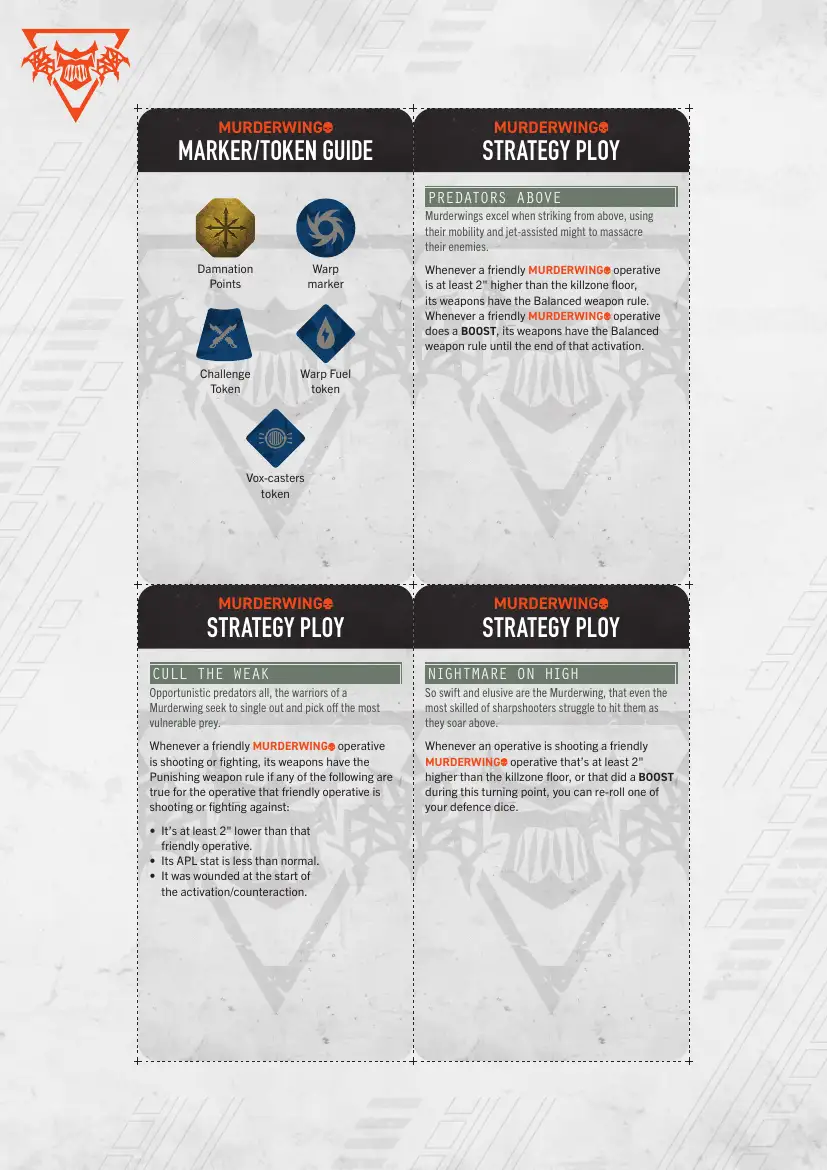 MURDERWING
MARKER/TOKEN GUIDE
Damnation
Points
Warp
marker
Challenge
Token
Warp Fuel
token
Vox-casters
token
MURDERWING
STRATEGY PLOY
PREDATORS ABOVE
Murderwings excel when striking from above, using
their mobility and jet-assisted might to massacre
their enemies.
Whenever a friendly MURDERWING operative
is at least 2" higher than the killzone floor,
its weapons have the Balanced weapon rule.
Whenever a friendly MURDERWING operative
does a BOOST, its weapons have the Balanced
weapon rule until the end of that activation.
MURDERWING
STRATEGY PLOY
CULL THE WEAK
Opportunistic predators all, the warriors of a
Murderwing seek to single out and pick off the most
vulnerable prey.
Whenever a friendly MURDERWING operative
is shooting or fighting, its weapons have the
Punishing weapon rule if any of the following are
true for the operative that friendly operative is
shooting or fighting against:
• It's at least 2" lower than that
friendly operative.
• Its APL stat is less than normal.
• It was wounded at the start of
the activation/counteraction.
MURDERWING
STRATEGY PLOY
NIGHTMARE ON HIGH
So swift and elusive are the Murderwing, that even the
most skilled of sharpshooters struggle to hit them as
they soar above.
Whenever an operative is shooting a friendly
MURDERWING operative that's at least 2"
higher than the killzone floor, or that did a BOOST
during this turning point, you can re-roll one of
your defence dice.